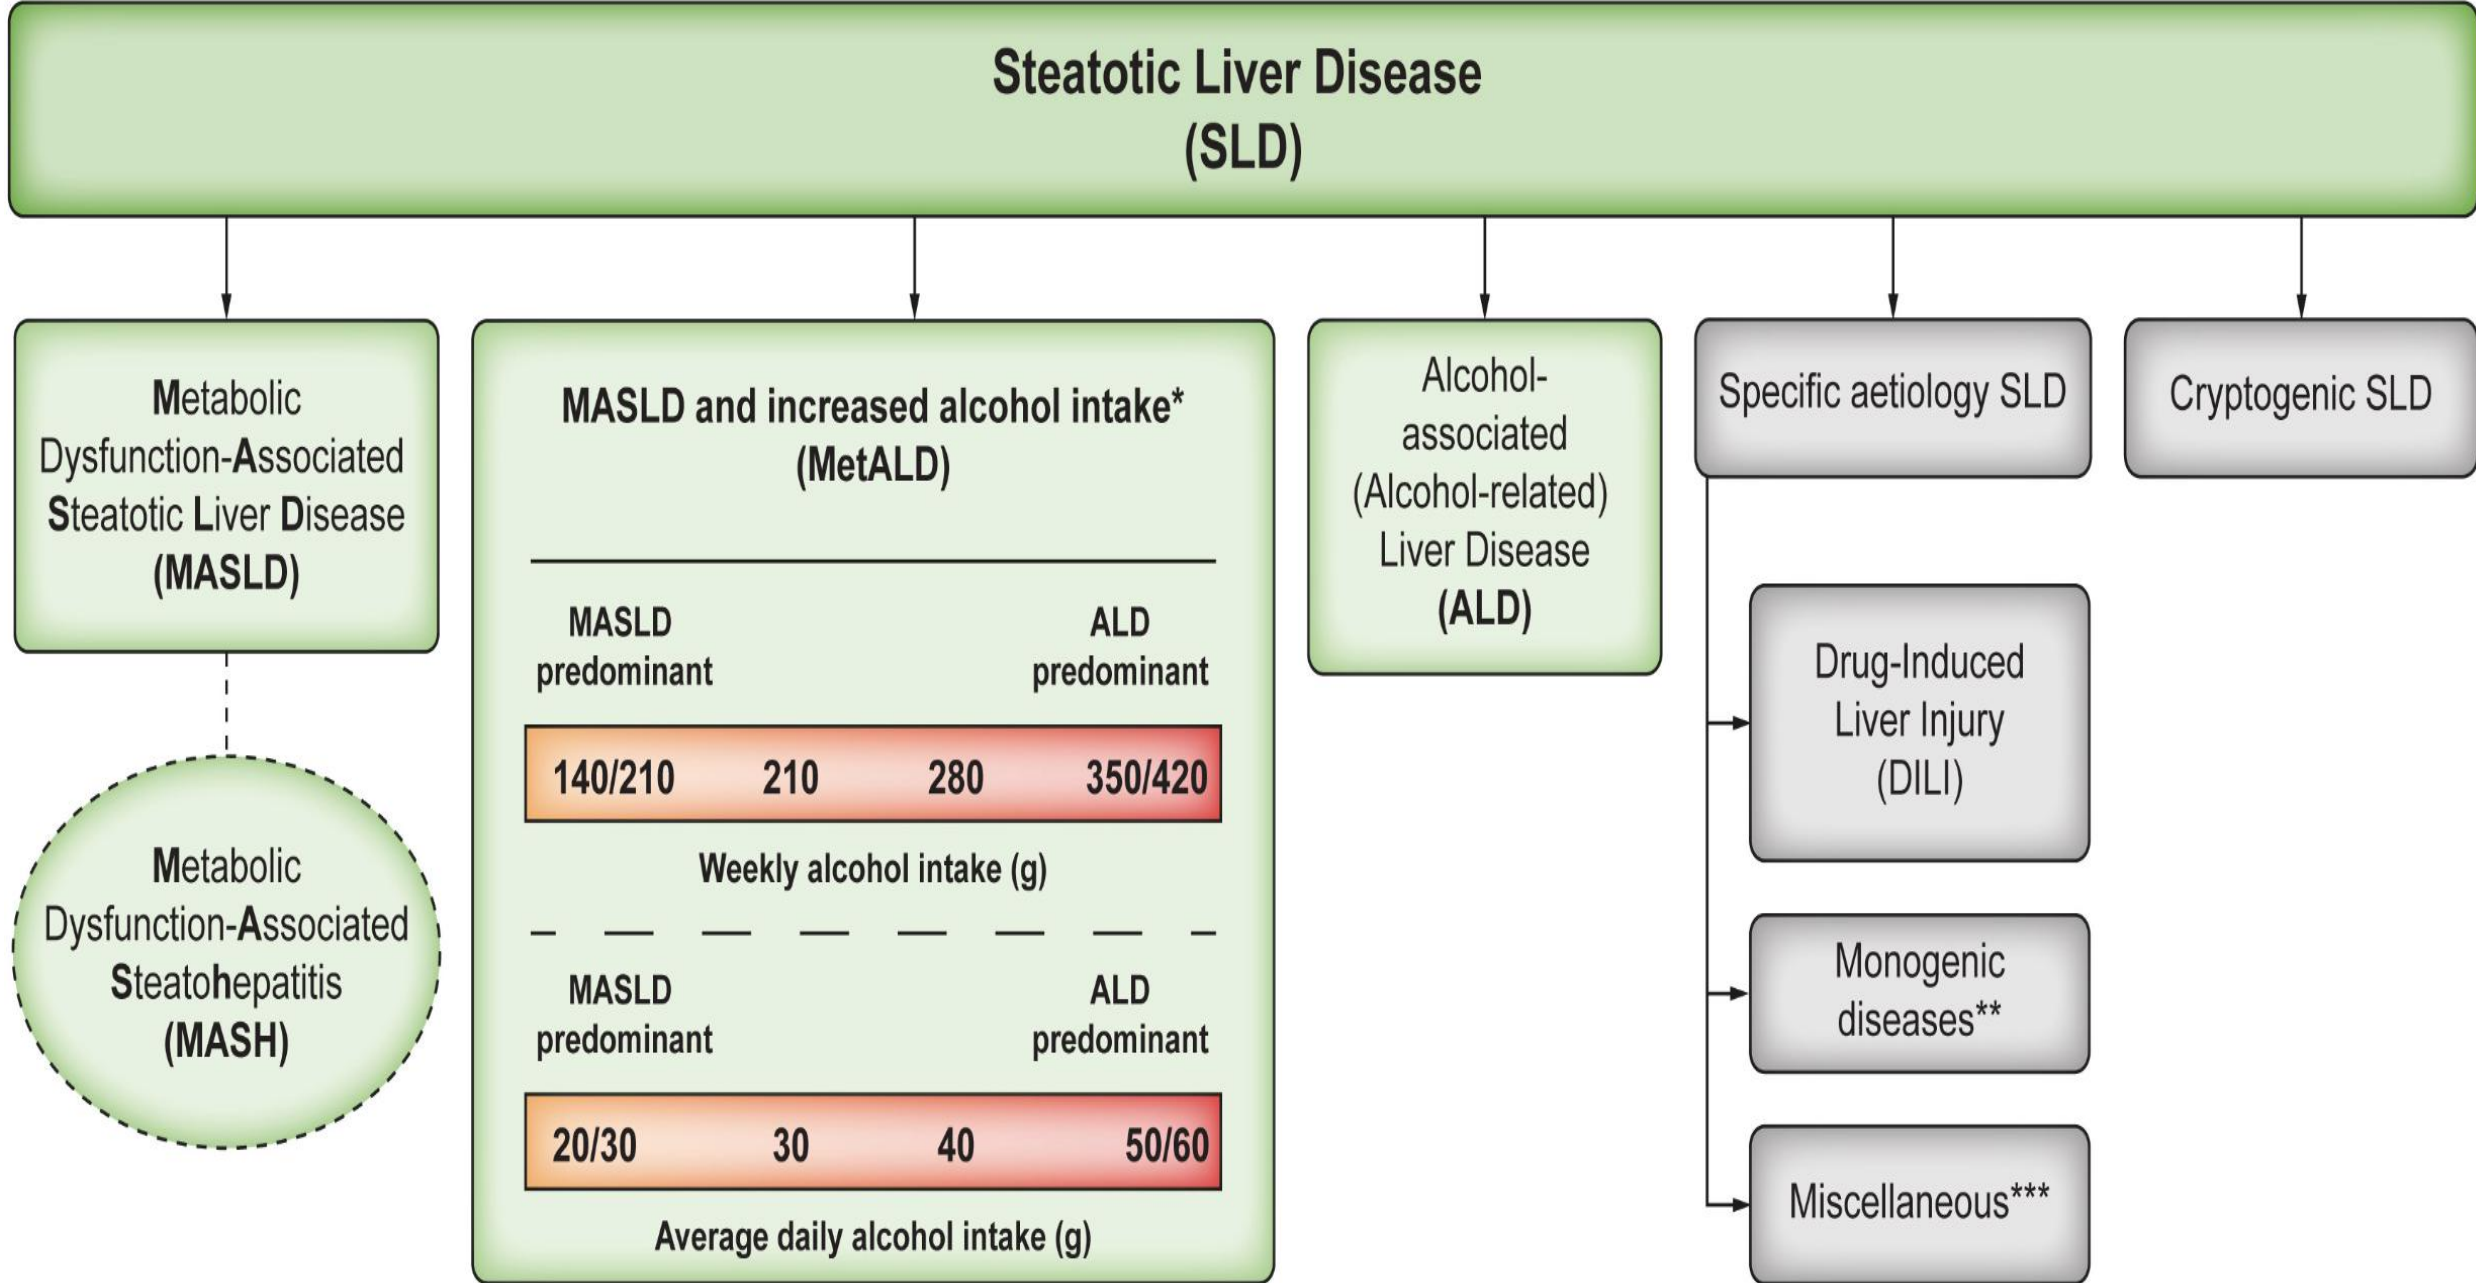 Steatotic Liver Disease
(SLD)
Metabolic
Dysfunction-Associated
Steatotic Liver Disease
(MASLD)
Metabolic
Dysfunction-Associated
Steatohepatitis
(MASH)
MASLD and increased alcohol intake*
(MetALD)
MASLD ALD
predominant predominant
140/210 210 280 350/420
Weekly alcohol intake (g)
MASLD ALD
predominant predominant
20/30 30 40 50/60
Average daily alcohol intake (g)
Alcohol-
associated
(Alcohol-related)
Liver Disease
(ALD)
Specific aetiology SLD
Drug-Induced
Liver Injury
(DILI)
Monogenic
diseases**
Miscellaneous***
Cryptogenic SLD